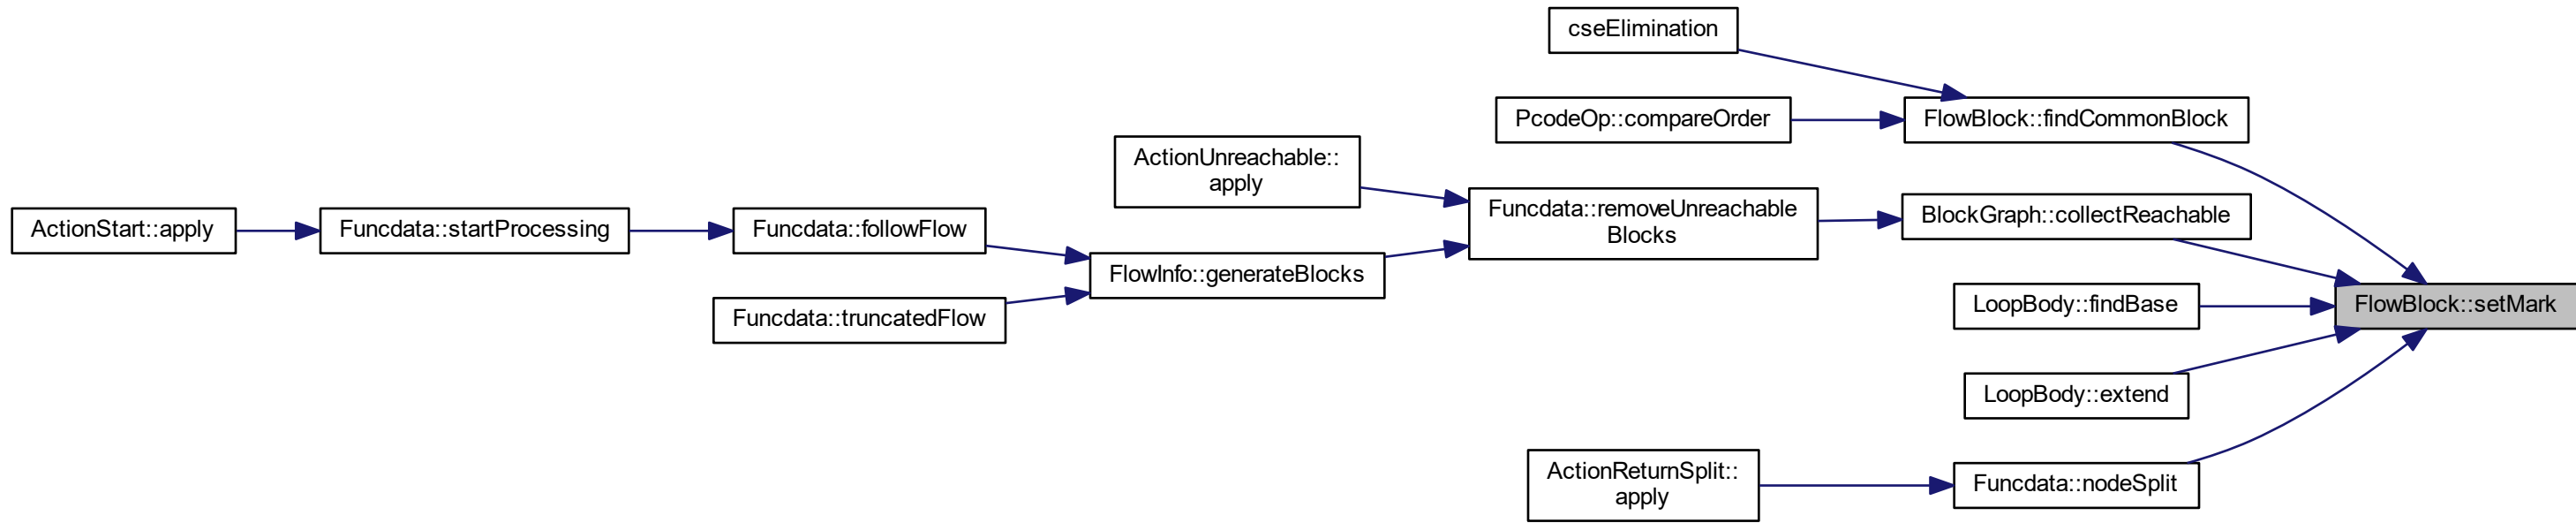 cseElimination
PcodeOp::compareOrder
FlowBlock::findCommonBlock
ActionUnreachable::
apply
Funcdata::removeUnreachable
Blocks
BlockGraph::collectReachable
ActionStart::apply
Funcdata::startProcessing
Funcdata::followFlow
FlowInfo::generateBlocks
Funcdata::truncatedFlow
LoopBody::findBase
FlowBlock::setMark
LoopBody::extend
ActionReturnSplit::
apply
Funcdata::nodeSplit